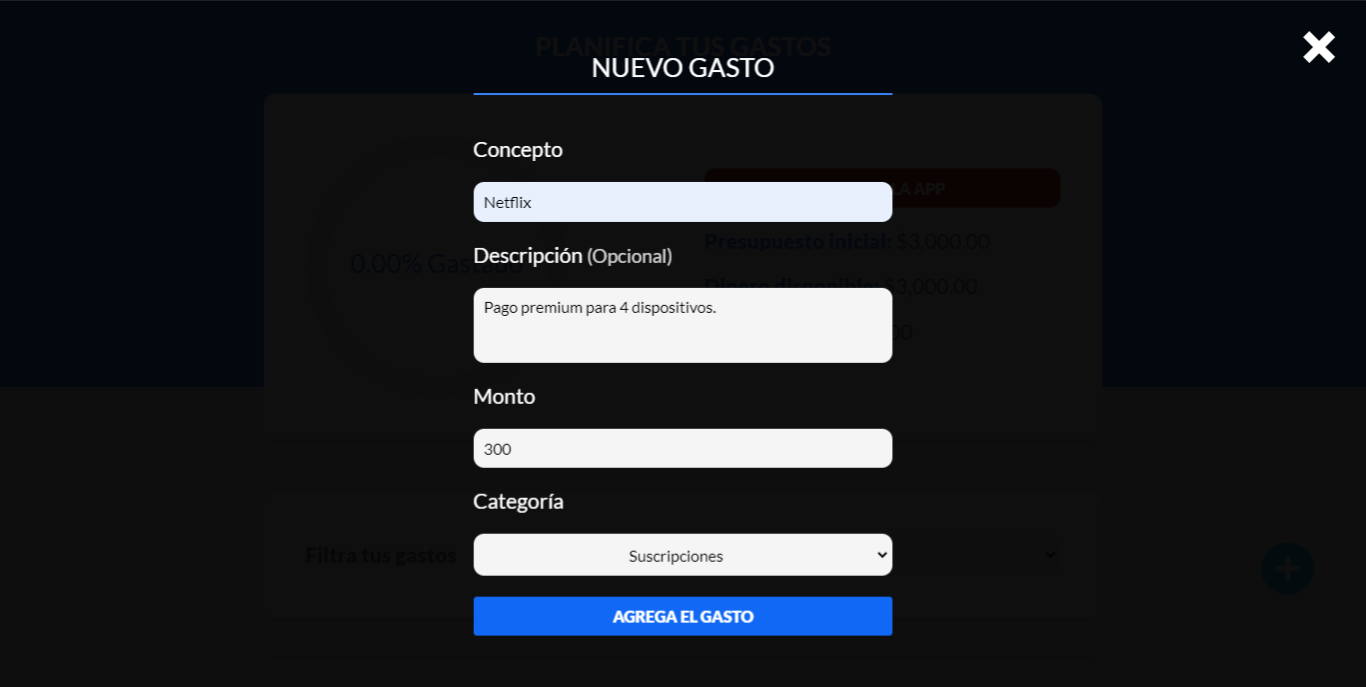 PLANIFICA TUS GASTOS
NUEVO GASTO
Concepto
Netflix
LA APP
Presupuesto inicial: $3,000.00
Descripción (Opcional)
0.00% Gastado
Dinero disponible: $3,000.00
Pago premium para 4 dispositivos.
00
Monto
300
Categoría
Filtra tus gastos
Suscripciones
AGREGA EL GASTO